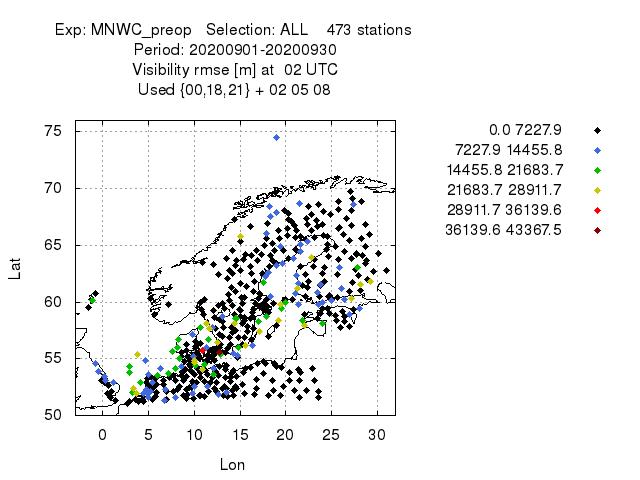 Exp: MNWC_preop Selection: ALL 473 stations
Period: 20200901-20200930
Visibility rmse [m] at 02 UTC
Used {00,18,21} + 02 05 08
0.0 7227.9
7227.9 14455.8
14455.8 21683.7
21683.7 28911.7
28911.7 36139.6
36139.6 43367.5
75
70
65
60
55
50
Lat
0 5 10 15 20 25 30
Lon